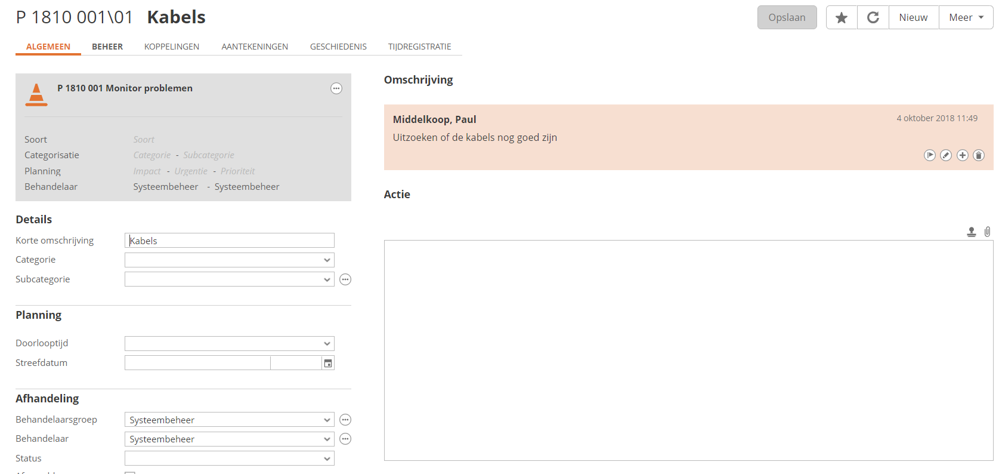 P 1810 001\01 Kabels
Opslaan
Nieuw
Meer
ALGEMEEN BEHEER KOPPELINGEN AANTEKENINGEN GESCHIEDENIS TIJDREGISTRATIE
P 1810 001 Monitor problemen
Soort Soort
Categorisatie Categorie - Subcategorie
Planning Impact - Urgentie - Prioriteit
Behandelaar Systeembeheer - Systeembeheer
Details
Korte omschrijving Kabels
Categorie
Subcategorie
Planning
Doorlooptijd
Streefdatum
Afhandeling
Behandelaarsgroep Systeembeheer
Behandelaar Systeembeheer
Status
Omschrijving
Middelkoop, Paul 4 oktober 2018 11:49
Uitzoeken of de kabels nog goed zijn
Actie